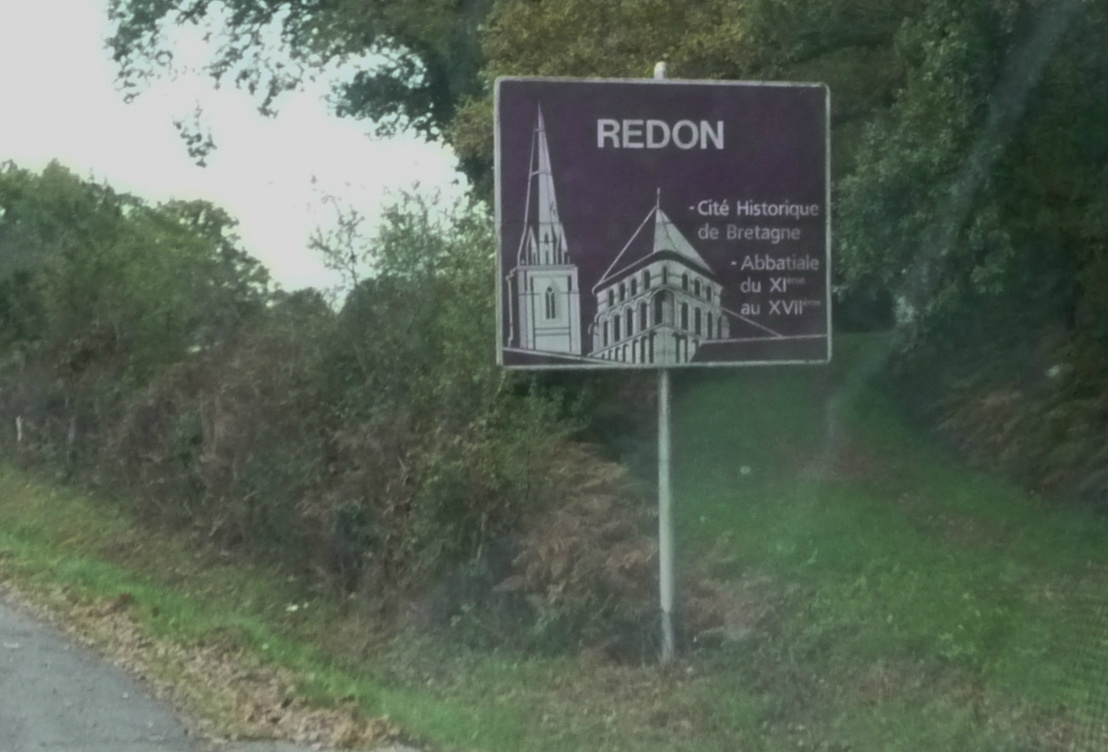 REDON
- Cité Historique
de Bretagne
- Abbatiale
du XIème
au XVIIème